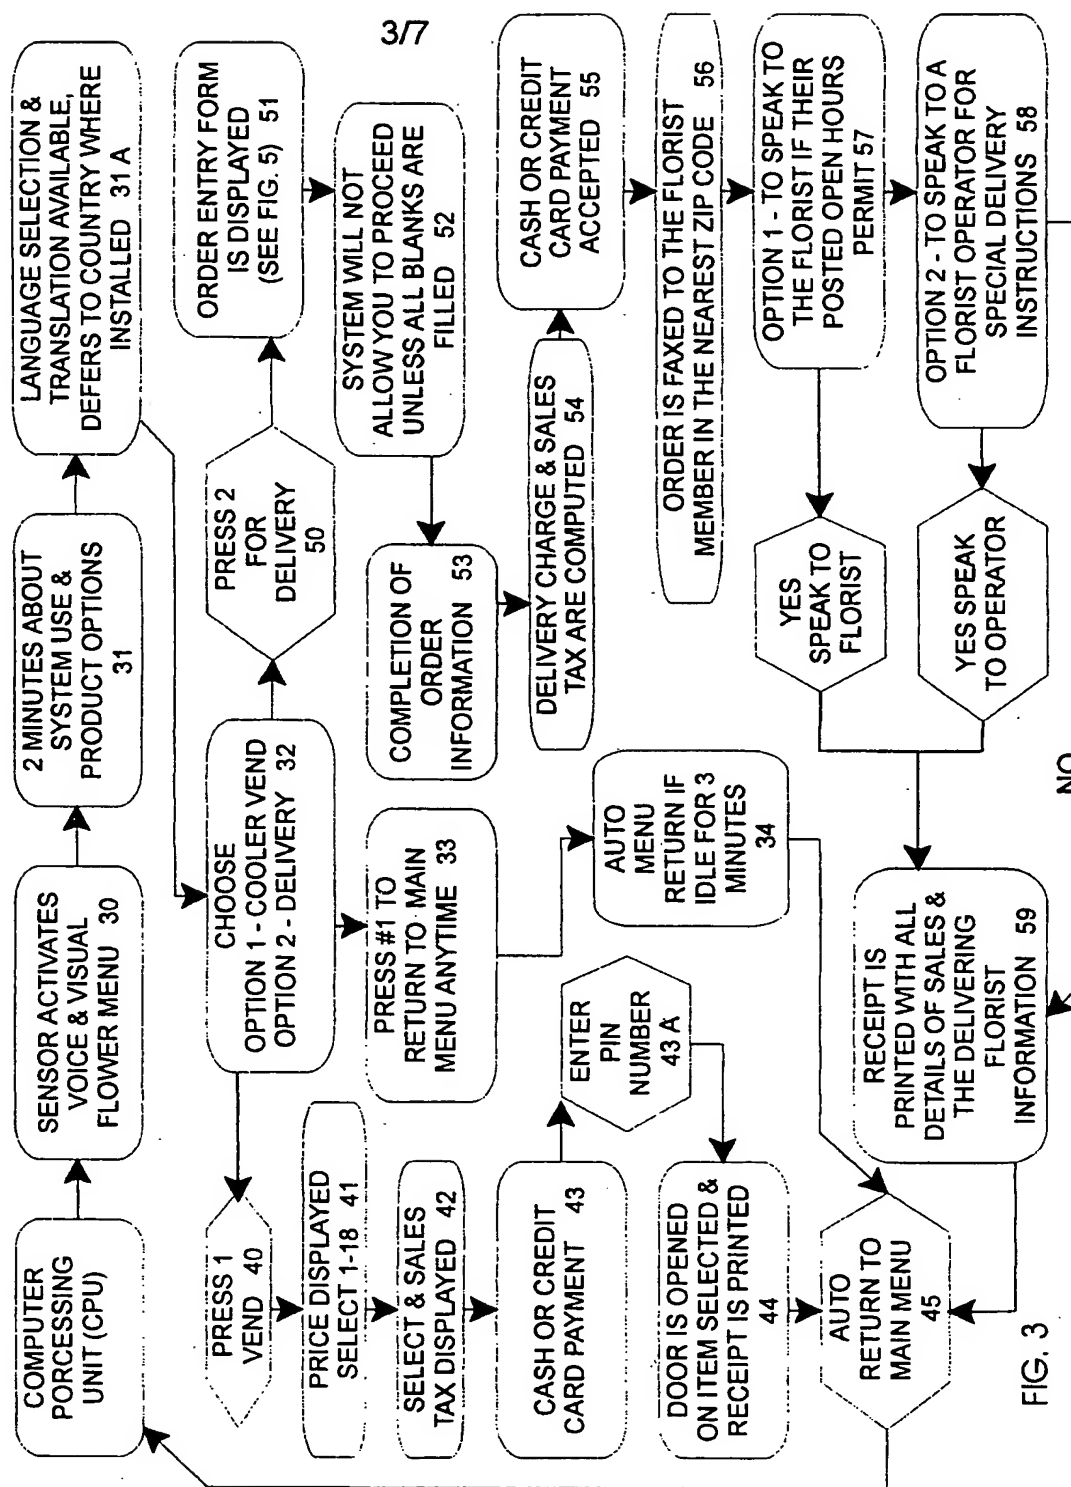 3/7
COMPUTER
PORCESSING
UNIT (CPU)
SENSOR ACTIVATES
VOICE & VISUAL
FLOWER MENU 30
2 MINUTES ABOUT
SYSTEM USE &
PRODUCT OPTIONS
31
LANGUAGE SELECTION &
TRANSLATION AVAILABLE,
DEFERS TO COUNTRY WHERE
INSTALLED 31 A
CHOOSE
OPTION 1 - COOLER VEND
OPTION 2 - DELIVERY 32
PRESS 1
VEND 40
PRICE DISPLAYED
SELECT 1-18 41
SELECT & SALES
TAX DISPLAYED 42
CASH OR CREDIT
CARD PAYMENT 43
ENTER
PIN
NUMBER
43 A
DOOR IS OPENED
ON ITEM SELECTED &
RECEIPT IS PRINTED
44
AUTO
RETURN TO
MAIN MENU
45
PRESS #1 TO
RETURN TO MAIN
MENU ANYTIME 33
AUTO
MENU
RETURN IF
IDLE FOR 3
MINUTES
34
PRESS 2
FOR
DELIVERY
50
ORDER ENTRY FORM
IS DISPLAYED
(SEE FIG. 5) 51
SYSTEM WILL NOT
ALLOW YOU TO PROCEED
UNLESS ALL BLANKS ARE
FILLED 52
COMPLETION OF
ORDER
INFORMATION 53
DELIVERY CHARGE & SALES
TAX ARE COMPUTED 54
CASH OR CREDIT
CARD PAYMENT
ACCEPTED 55
ORDER IS FAXED TO THE FLORIST
MEMBER IN THE NEAREST ZIP CODE 56
OPTION 1 - TO SPEAK TO
THE FLORIST IF THEIR
POSTED OPEN HOURS
PERMIT 57
OPTION 2 - TO SPEAK TO A
FLORIST OPERATOR FOR
SPECIAL DELIVERY
INSTRUCTIONS 58
YES
SPEAK TO
FLORIST
YES SPEAK
TO OPERATOR
NO
RECEIPT IS
PRINTED WITH ALL
DETAILS OF SALES &
THE DELIVERING
FLORIST
INFORMATION 59
FIG. 3